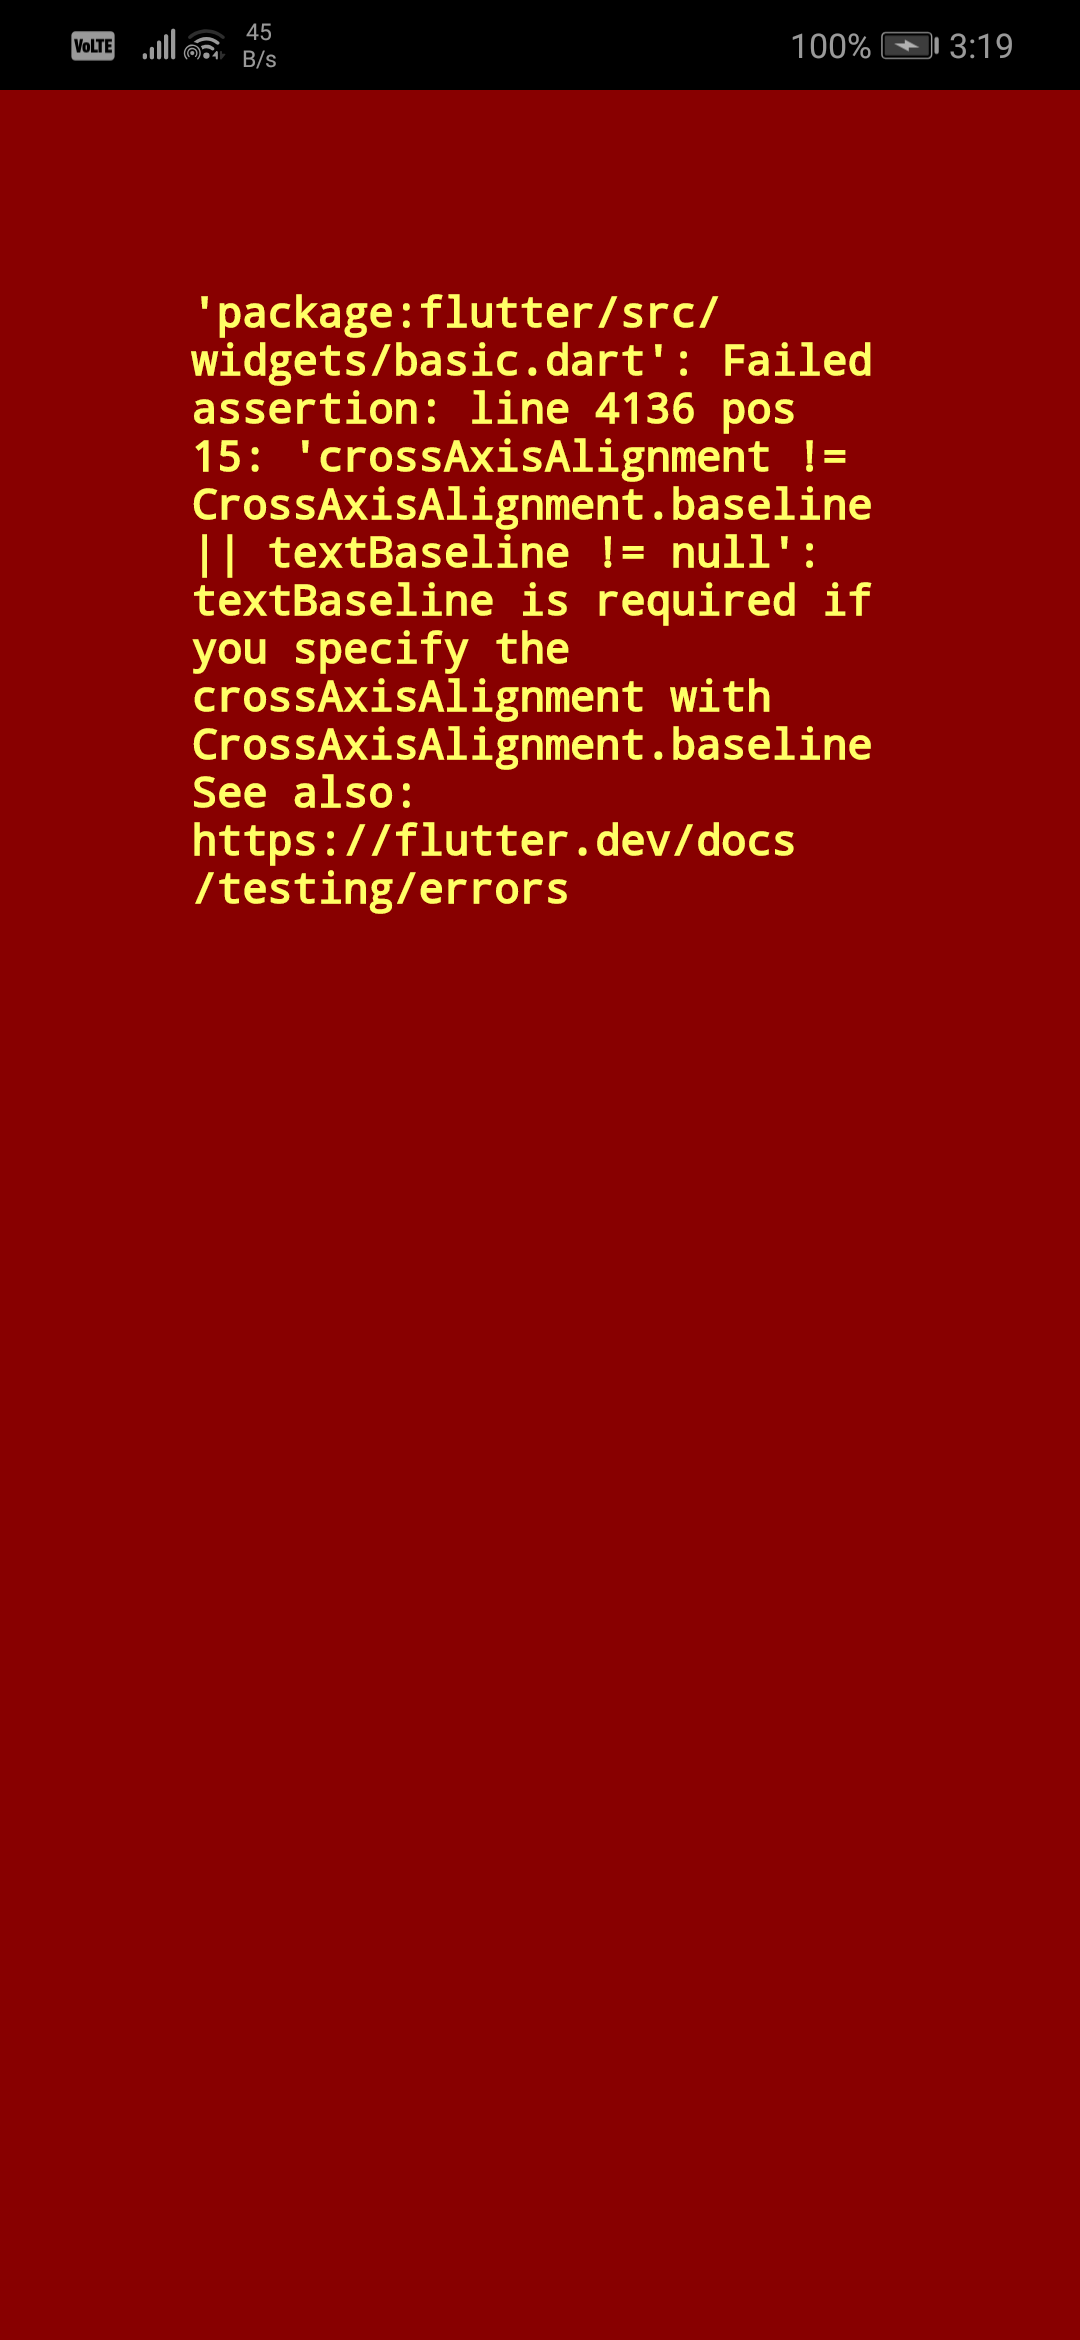 VoLTE 45 100% 3:19
B/s
'package:flutter/src/
widgets/basic.dart': Failed
assertion: line 4136 pos
15: 'crossAxisAlignment !=
CrossAxisAlignment.baseline
|| textBaseline != null':
textBaseline is required if
you specify the
crossAxisAlignment with
CrossAxisAlignment.baseline
See also:
https://flutter.dev/docs
/testing/errors